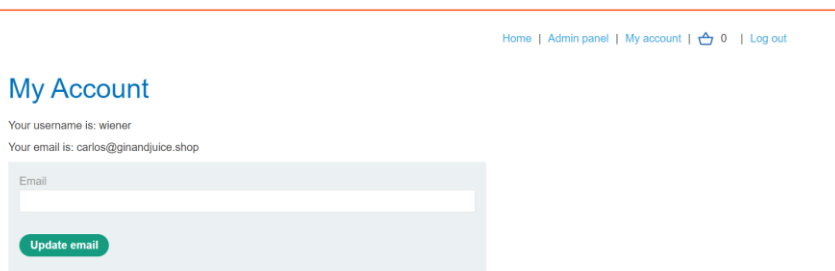 Home | Admin panel | My account | 0 | Log out
My Account
Your username is: wiener
Your email is: carlos@ginandjuice.shop
Email
Update email